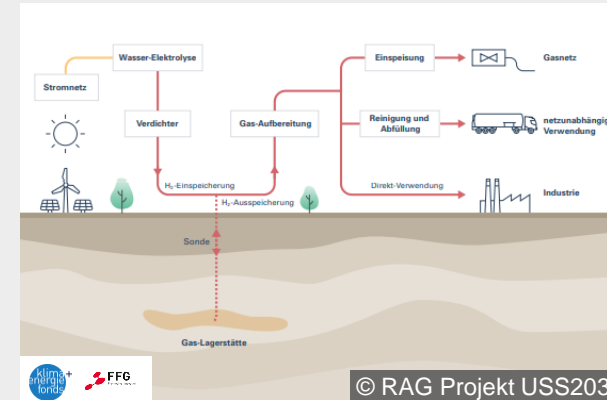 Wasser-Elektrolyse
Stromnetz
Verdichter
Gas-Aufbereitung
Einspeisung
Gasnetz
Reinigung und
Abfüllung
netzunabhängig
Verwendung
H₂-Einspeicherung
H₂-Ausspeicherung
Direkt-Verwendung
Industrie
Sonde
Gas-Lagerstätte
klima+
energie
fonds
FFG
© RAG Projekt USS203